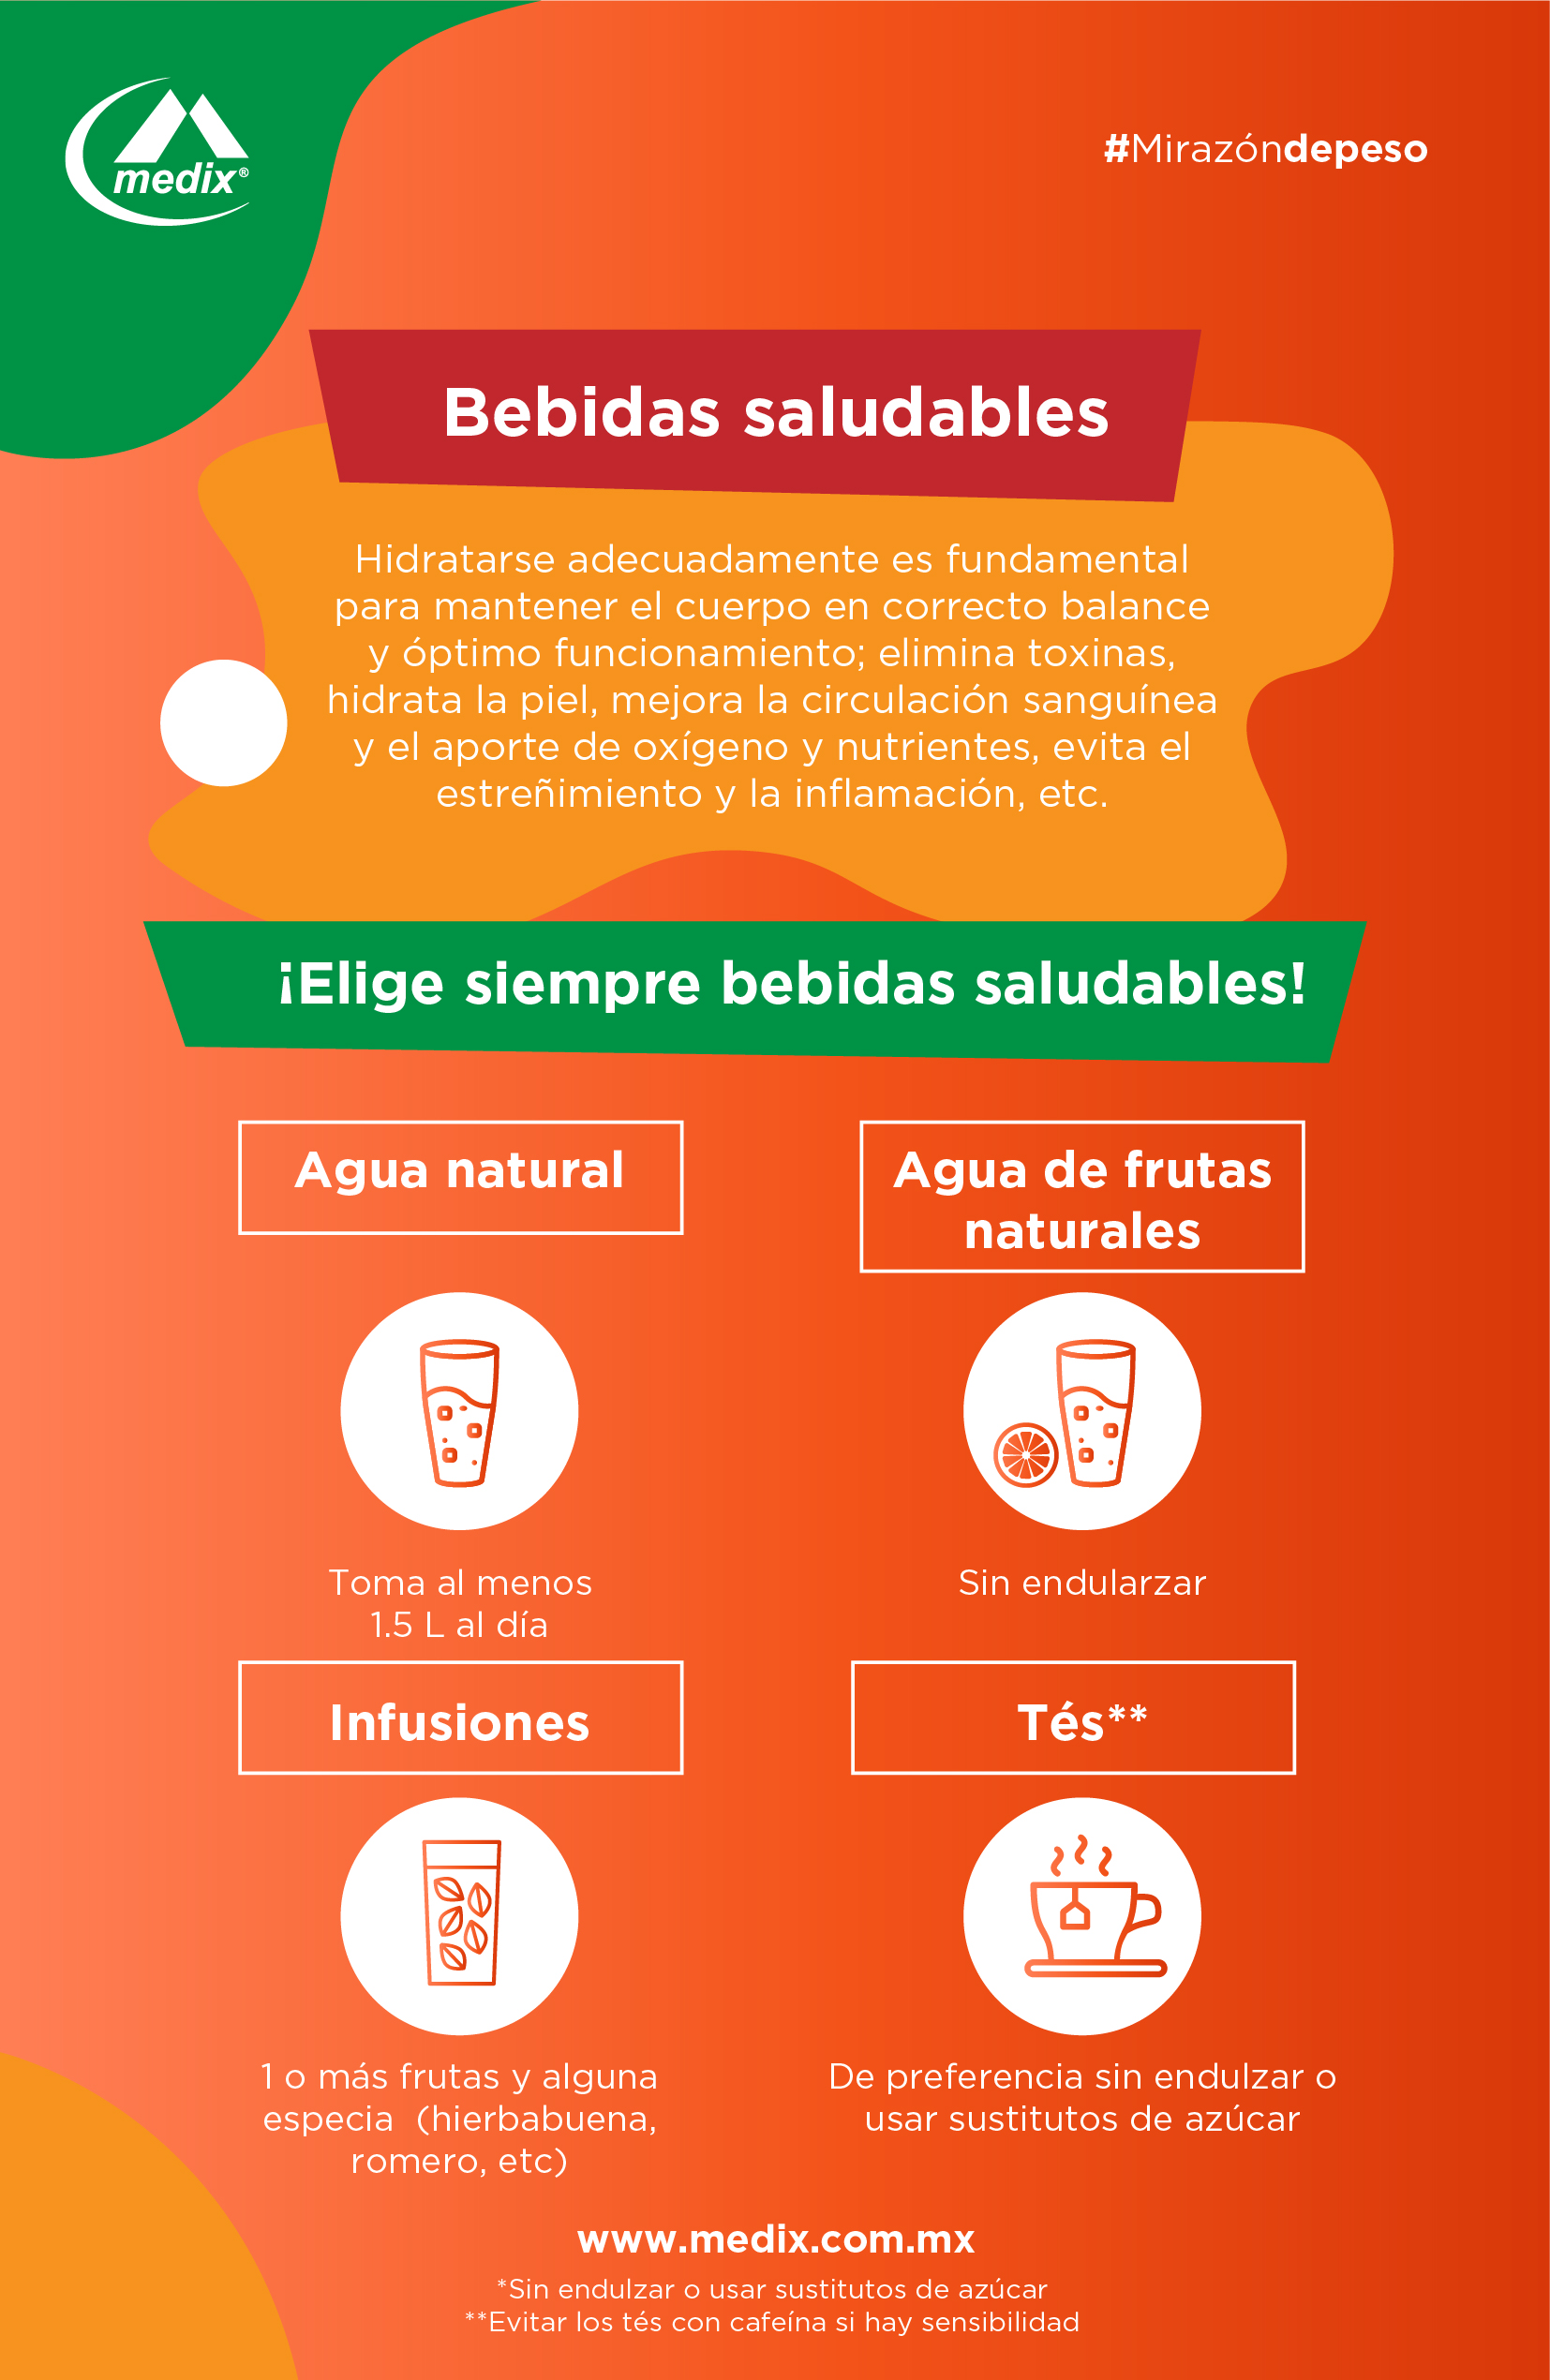 medix®
#Mirazóndepeso
Bebidas saludables
Hidratarse adecuadamente es fundamental
para mantener el cuerpo en correcto balance
y óptimo funcionamiento; elimina toxinas,
hidrata la piel, mejora la circulación sanguínea
y el aporte de oxígeno y nutrientes, evita el
estreñimiento y la inflamación, etc.
¡Elige siempre bebidas saludables!
Agua natural
Toma al menos
1.5 L al día
Agua de frutas
naturales
Sin endularzar
Infusiones
1 o más frutas y alguna
especia (hierbabuena,
romero, etc)
Tés**
De preferencia sin endulzar o
usar sustitutos de azúcar
www.medix.com.mx
*Sin endulzar o usar sustitutos de azúcar
**Evitar los tés con cafeína si hay sensibilidad